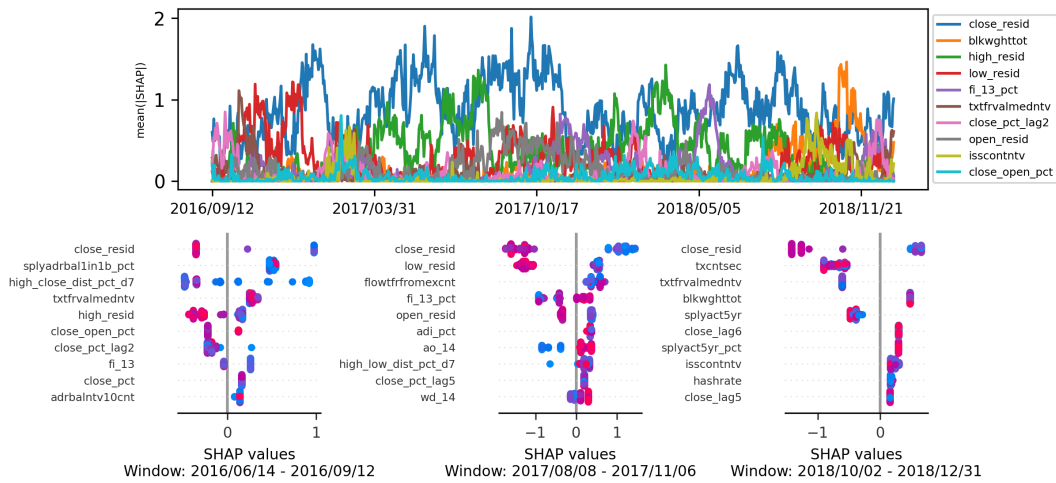 2
1
0
mean(|SHAP|)
2016/09/12
2017/03/31
2017/10/17
2018/05/05
2018/11/21
close_resid
blkwghttot
high_resid
low_resid
fi_13_pct
txtfrvalmedntv
close_pct_lag2
open_resid
isscontntv
close_open_pct
close_resid
splyadrbal1in1b_pct
high_close_dist_pct_d7
txtfrvalmedntv
high_resid
close_open_pct
close_pct_lag2
fi_13
close_pct
adrbalntv10cnt
0
1
SHAP values
Window: 2016/06/14 - 2016/09/12
close_resid
low_resid
flowtfrfromexcnt
fi_13_pct
open_resid
adi_pct
ao_14
high_low_dist_pct_d7
close_pct_lag5
wd_14
−1
0
1
SHAP values
Window: 2017/08/08 - 2017/11/06
close_resid
txcntsec
txtfrvalmedntv
blkwghttot
splyact5yr
close_lag6
splyact5yr_pct
isscontntv
hashrate
close_lag5
−1
0
SHAP values
Window: 2018/10/02 - 2018/12/31